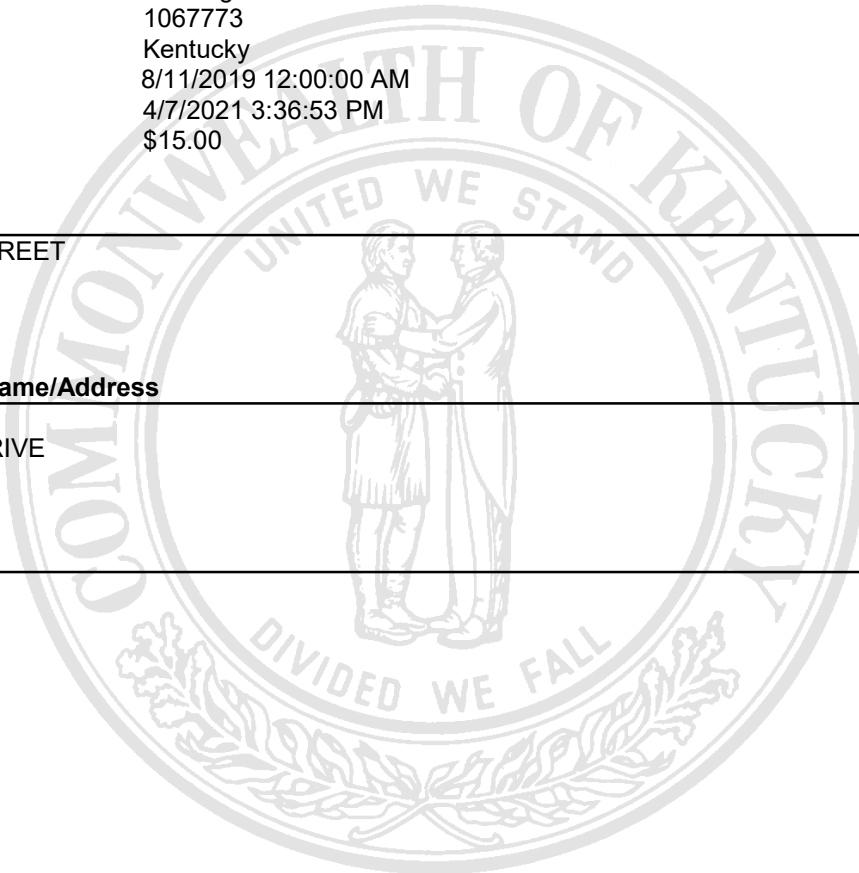 1067773
Kentucky
8/11/2019 12:00:00 AM
4/7/2021 3:36:53 PM
$15.00
COMMONWEALTH OF KENTUCKY
UNITED WE STAND
REET
ame/Address
RIVE
DIVIDED WE FALL